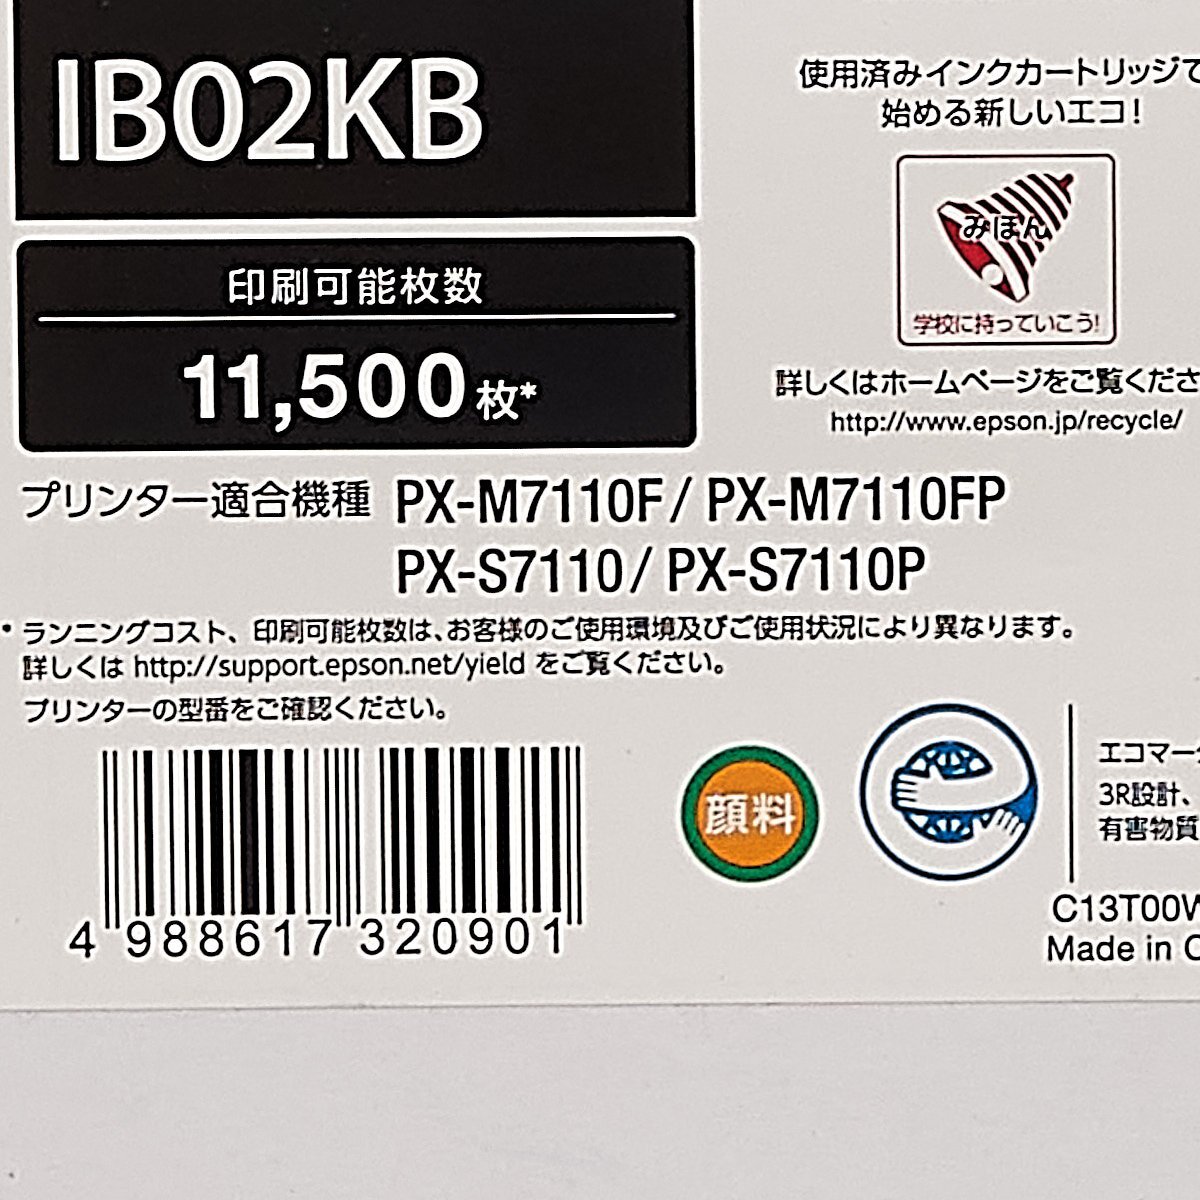 IB02KB
印刷可能枚数
11,500枚*
プリンター適合機種 PX-M7110F / PX-M7110FP
PX-S7110 / PX-S7110P
* ランニングコスト、印刷可能枚数は、お客様のご使用環境及びご使用状況により異なります。
詳しくは http://support.epson.net/yield をご覧ください。
プリンターの型番をご確認ください。
4 988617 320901
使用済みインクカートリッジで
始める新しいエコ!
みほん
学校に持っていこう!
詳しくはホームページをご覧くださ
http://www.epson.jp/recycle/
顔料
エコマー
3R設計、
有害物質
C13T00W
Made in C